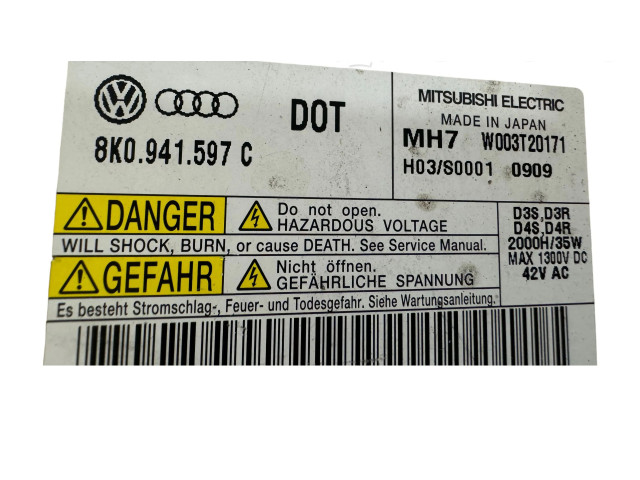 VW
DOT
8K0.941.597 C
MITSUBISHI ELECTRIC
MADE IN JAPAN
MH7 W003T20171
H03/S0001 0909
DANGER
Do not open.
HAZARDOUS VOLTAGE
WILL SHOCK, BURN, or cause DEATH. See Service Manual.
GEFAHR
Nicht öffnen.
GEFÄHRLICHE SPANNUNG
Es besteht Stromschlag-, Feuer- und Todesgefahr. Siehe Wartungsanleitung.
D3S,D3R
D4S,D4R
2000H/35W
MAX 1300V DC
42V AC